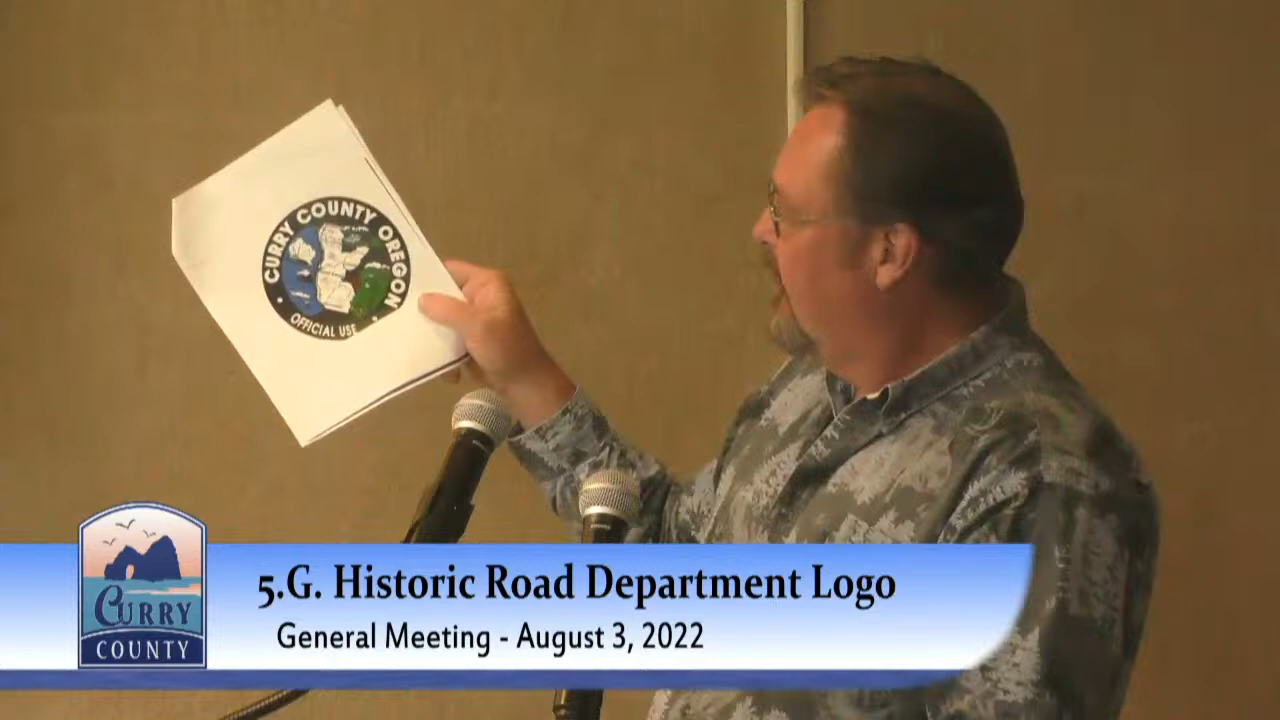 CURRY COUNTY OREGON
OFFICIAL USE
5.G. Historic Road Department Logo
General Meeting - August 3, 2022
CURRY
COUNTY